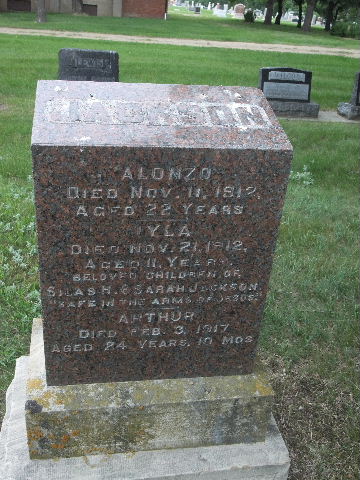 JACKSON
ALONZO
DIED NOV. 11, 1912,
AGED 22 YEARS
LYLA
DIED NOV. 21, 1912,
AGED 11, YEARS
BELOVED CHILDREN OF
SILAS H. & SARAH JACKSON
"SAFE IN THE ARMS OF JESUS"
ARTHUR
DIED FEB. 3, 1917
AGED 24 YEARS, 10 MOS